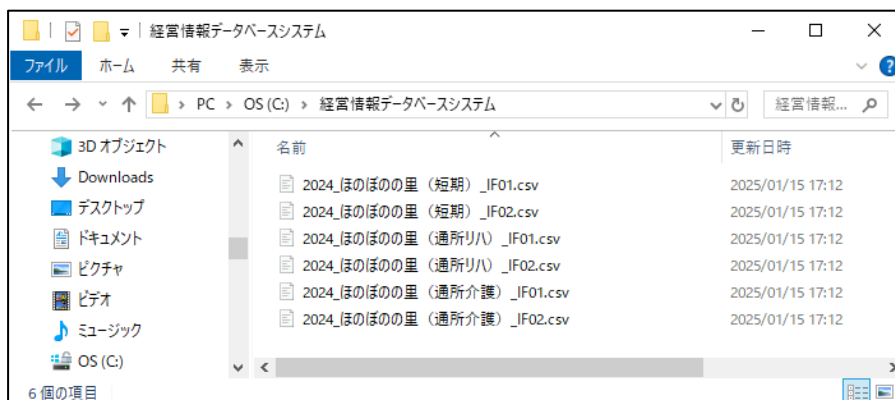 経営情報データベースシステム
ファイル ホーム 共有 表示
PC > OS (C:) > 経営情報データベースシステム
経営情報...
3D オブジェクト
Downloads
デスクトップ
ドキュメント
ピクチャ
ビデオ
ミュージック
OS (C:)
名前 更新日時
2024_ほのぼのの里（短期）_IF01.csv 2025/01/15 17:12
2024_ほのぼのの里（短期）_IF02.csv 2025/01/15 17:12
2024_ほのぼのの里（通所リハ）_IF01.csv 2025/01/15 17:12
2024_ほのぼのの里（通所リハ）_IF02.csv 2025/01/15 17:12
2024_ほのぼのの里（通所介護）_IF01.csv 2025/01/15 17:12
2024_ほのぼのの里（通所介護）_IF02.csv 2025/01/15 17:12
6 個の項目